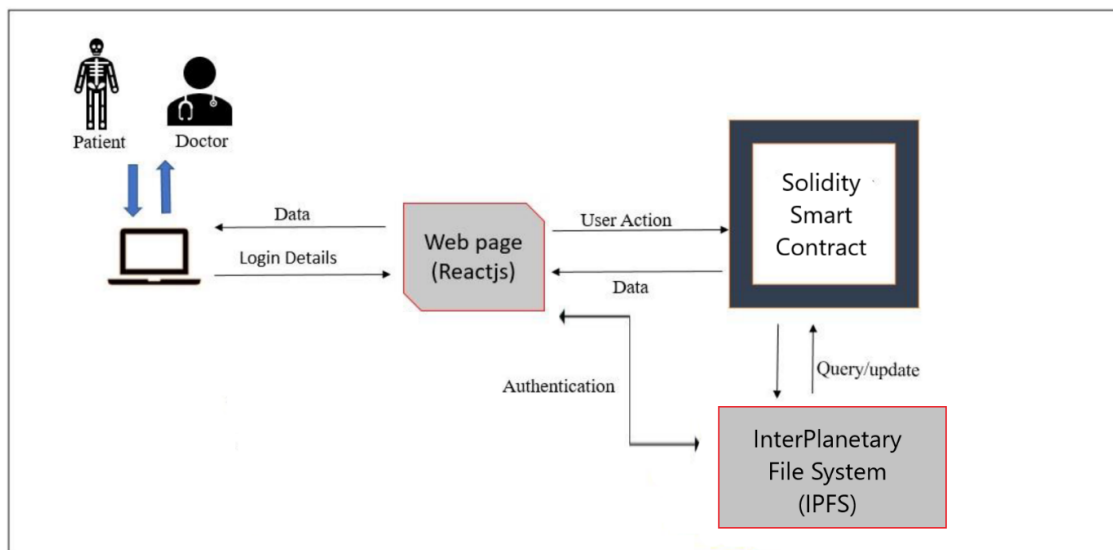 Patient
Doctor
Data
Login Details
Web page
(Reactjs)
User Action
Data
Solidity
Smart
Contract
Query/update
Authentication
InterPlanetary
File System
(IPFS)